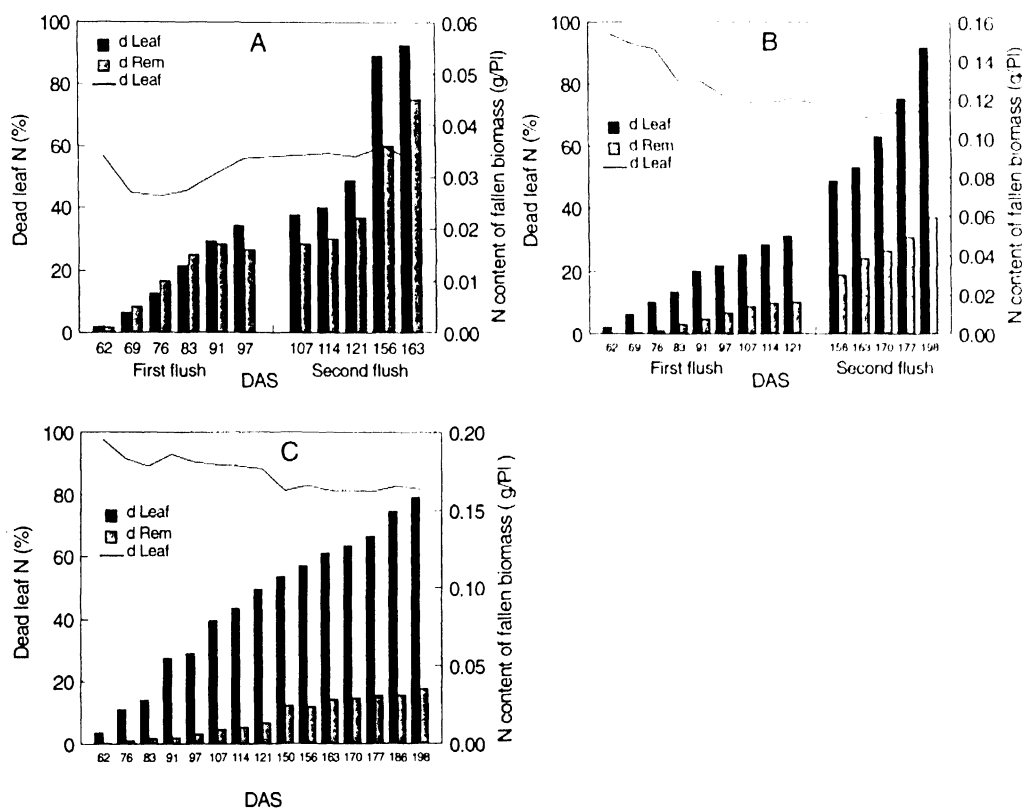 A
d Leaf
d Rem
d Leaf
Dead leaf N (%)
100
80
60
40
20
0
N content of fallen biomass (g/Pl)
0.06
0.05
0.04
0.03
0.02
0.01
0.00
62 69 76 83 91 97 107 114 121 156 163
First flush Second flush
DAS
B
d Leaf
d Rem
d Leaf
Dead leaf N (%)
100
80
60
40
20
0
N content of fallen biomass (g/Pl)
0.16
0.14
0.12
0.10
0.08
0.06
0.04
0.02
0.00
62 69 76 83 91 97 107 114 121 156 163 170 177 198
First flush Second flush
DAS
C
d Leaf
d Rem
d Leaf
Dead leaf N (%)
100
80
60
40
20
0
N content of fallen biomass ( g/Pl)
0.20
0.15
0.10
0.05
0.00
62 76 83 91 97 107 114 121 150 156 163 170 177 186 198
DAS